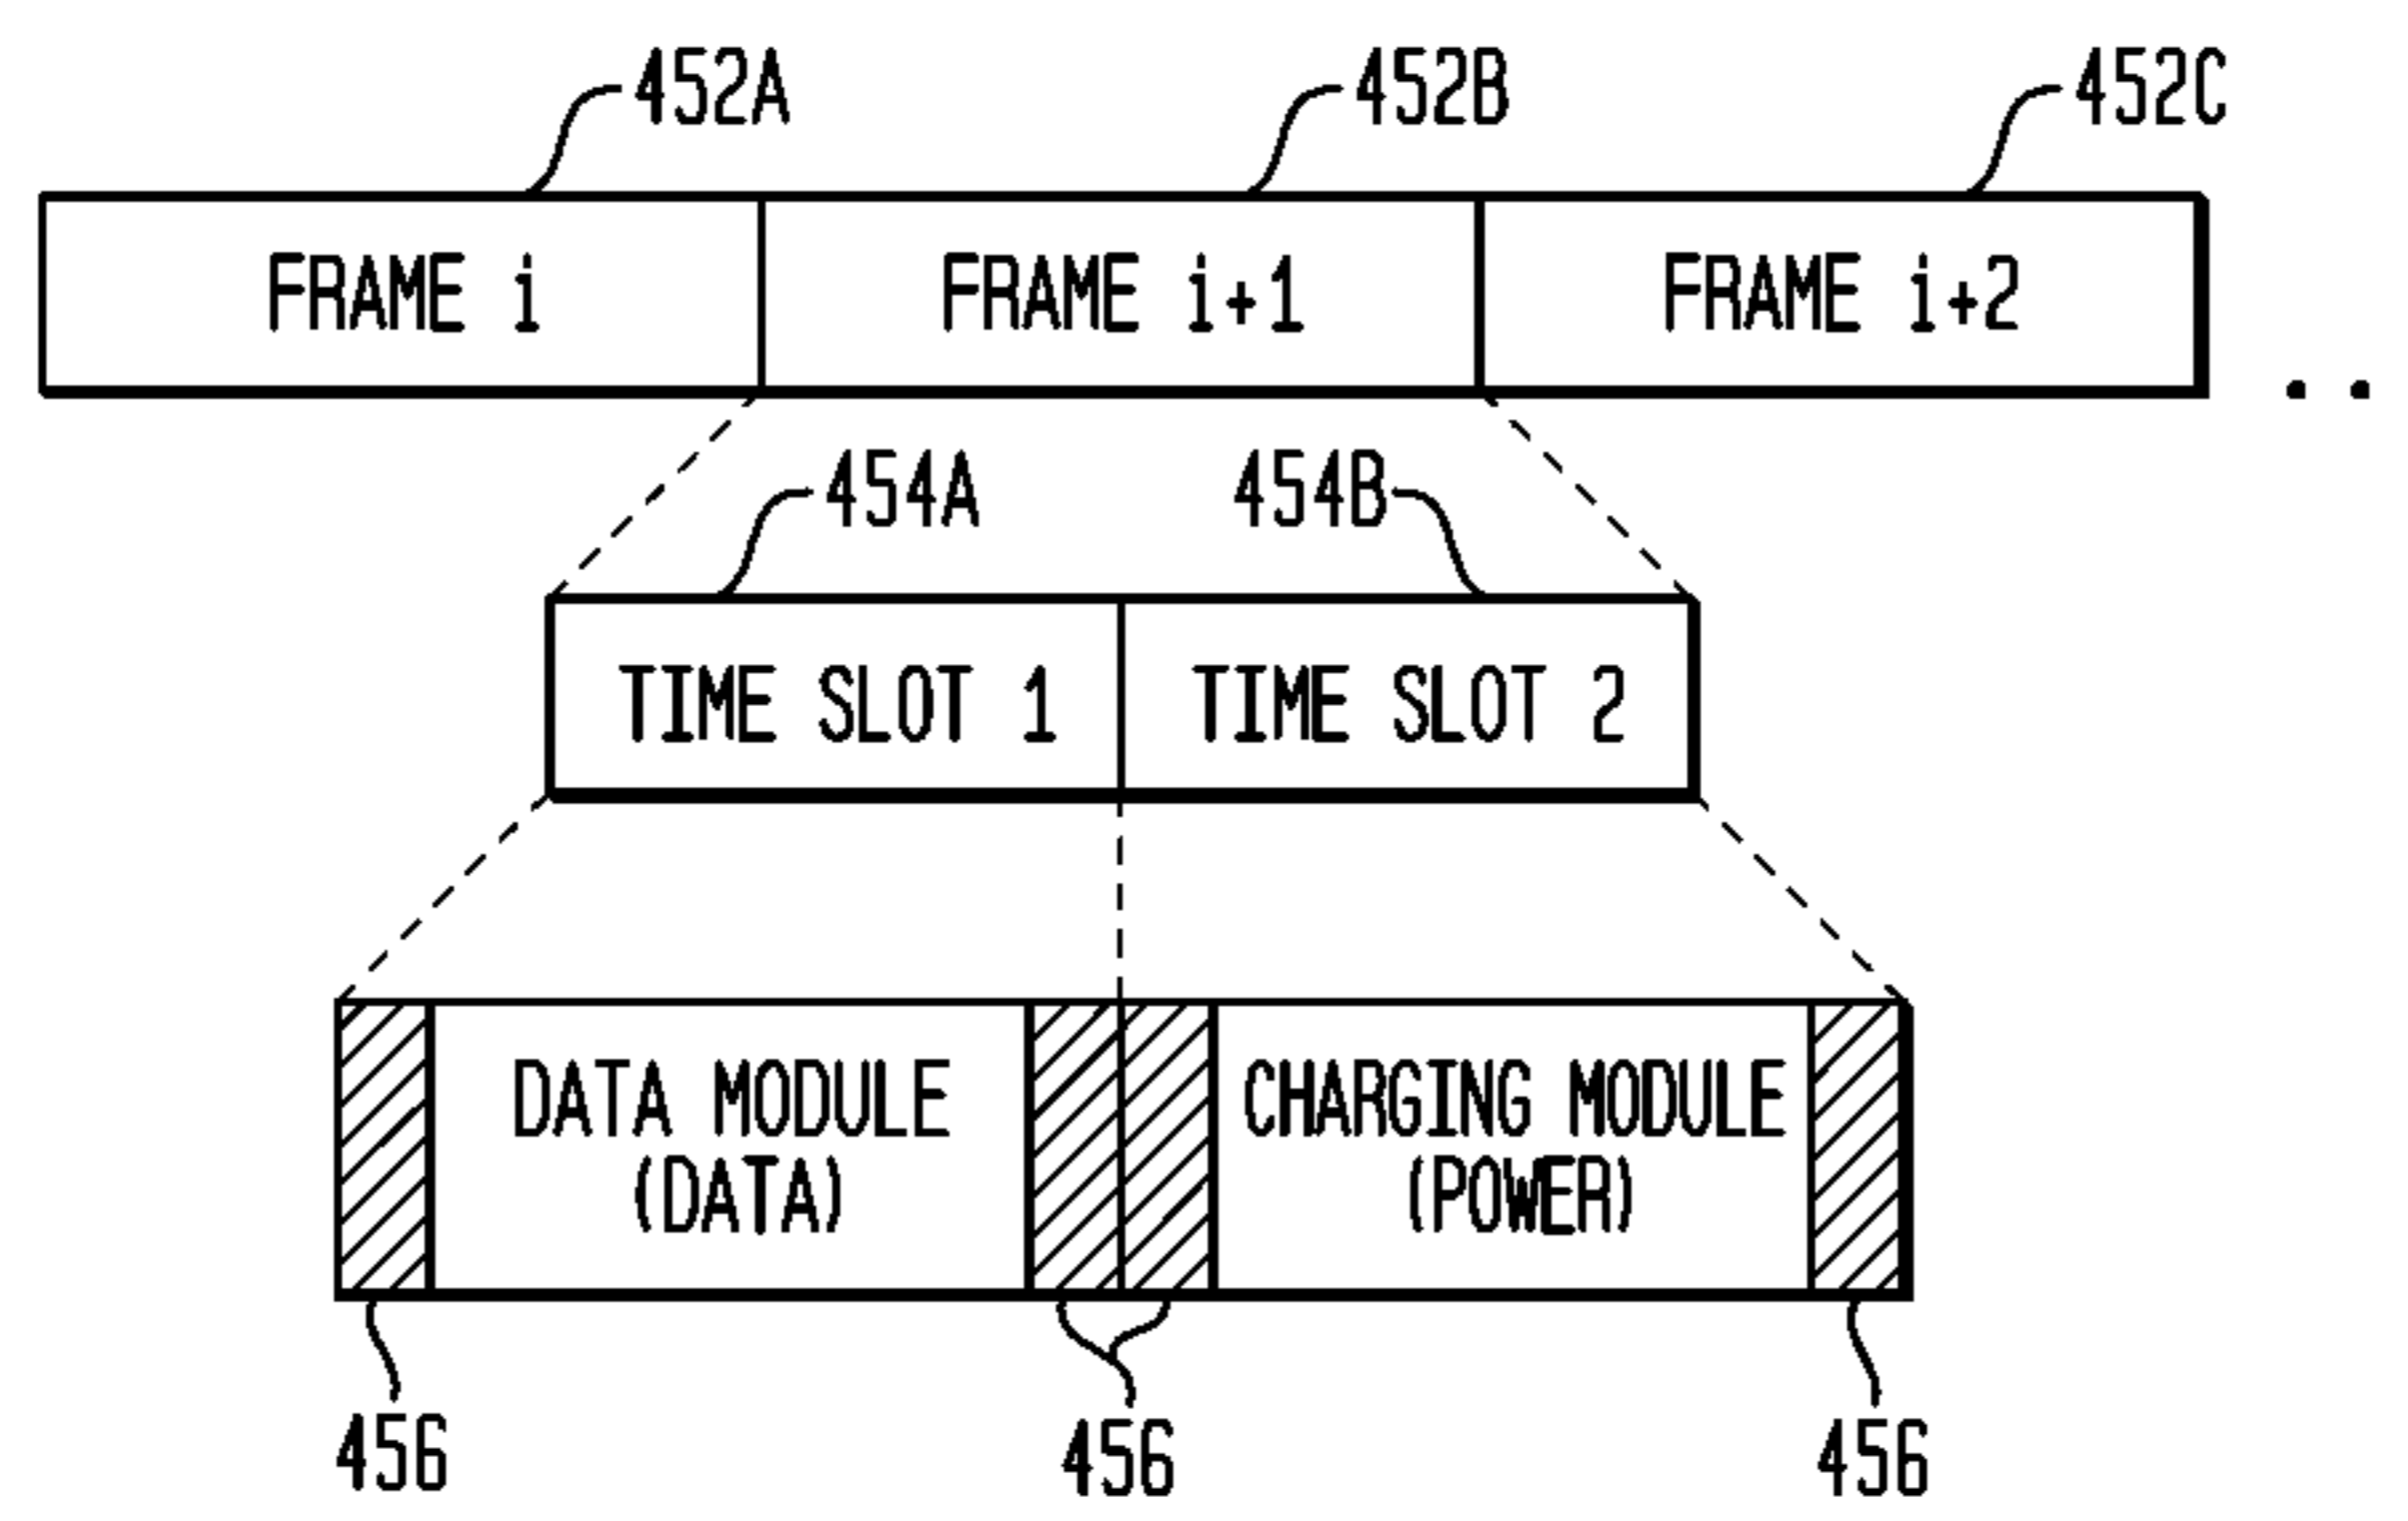 452A 452B 452C
FRAME i FRAME i+1 FRAME i+2 . .
454A 454B
TIME SLOT 1 TIME SLOT 2
DATA MODULE CHARGING MODULE
(DATA) (POWER)
456 456 456